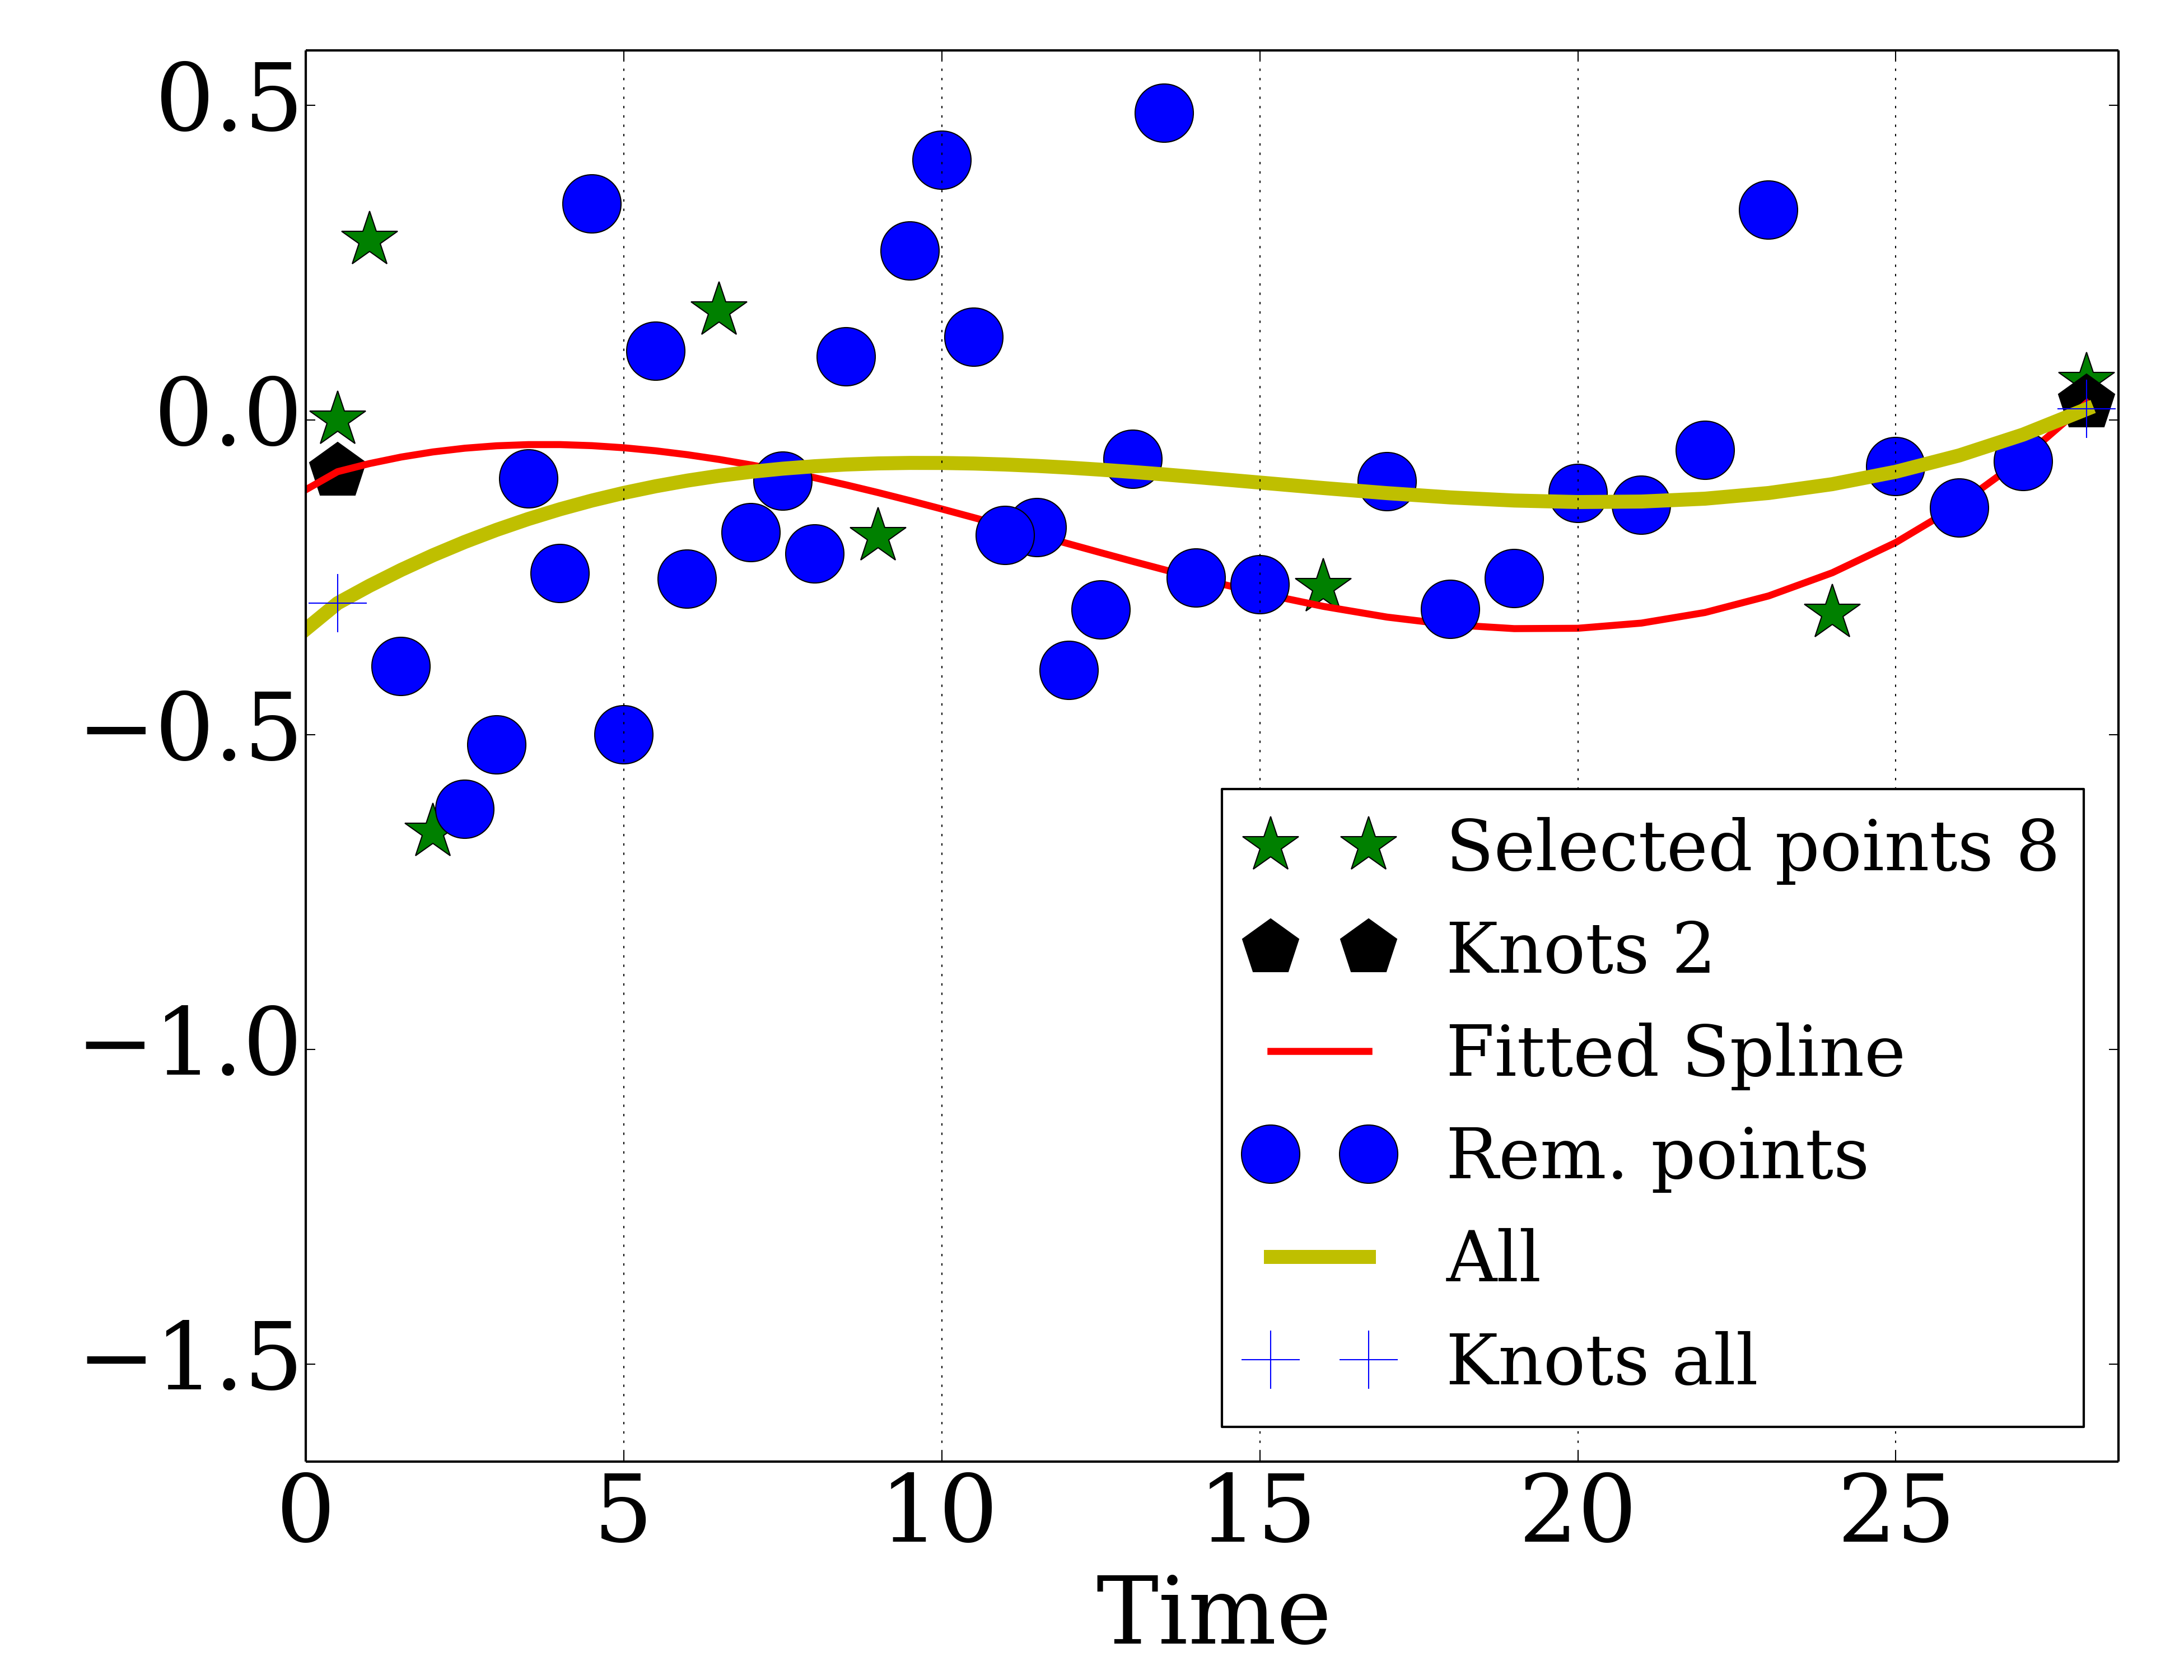 0.5
0.0
−0.5
−1.0
−1.5
Selected points 8
Knots 2
Fitted Spline
Rem. points
All
Knots all
0 5 10 15 20 25
Time